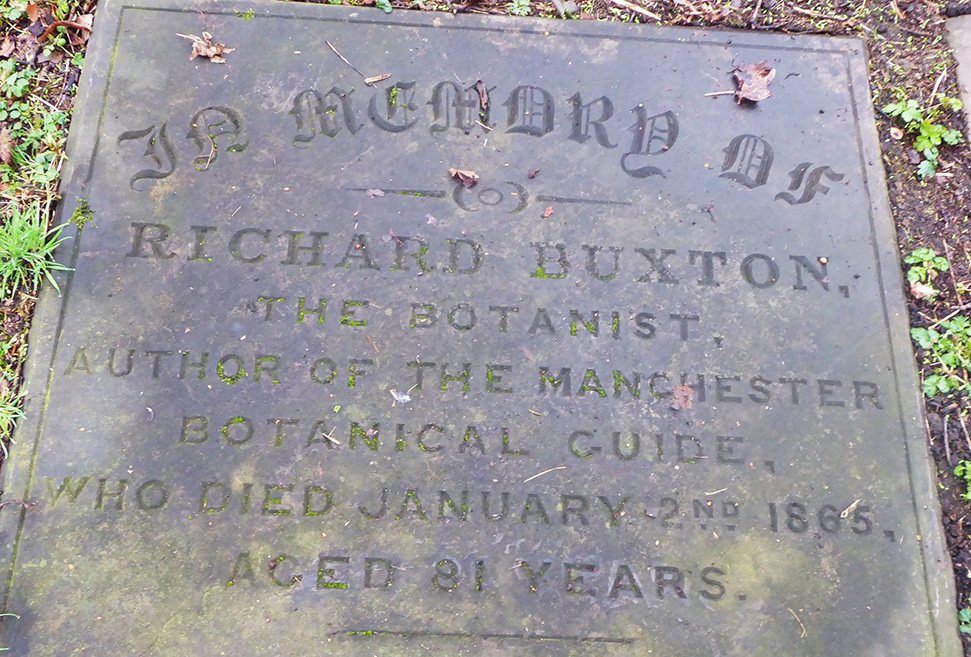 In Memory Of
RICHARD BUXTON,
THE BOTANIST,
AUTHOR OF THE MANCHESTER
BOTANICAL GUIDE,
WHO DIED JANUARY 2ND 1865,
AGED 81 YEARS.